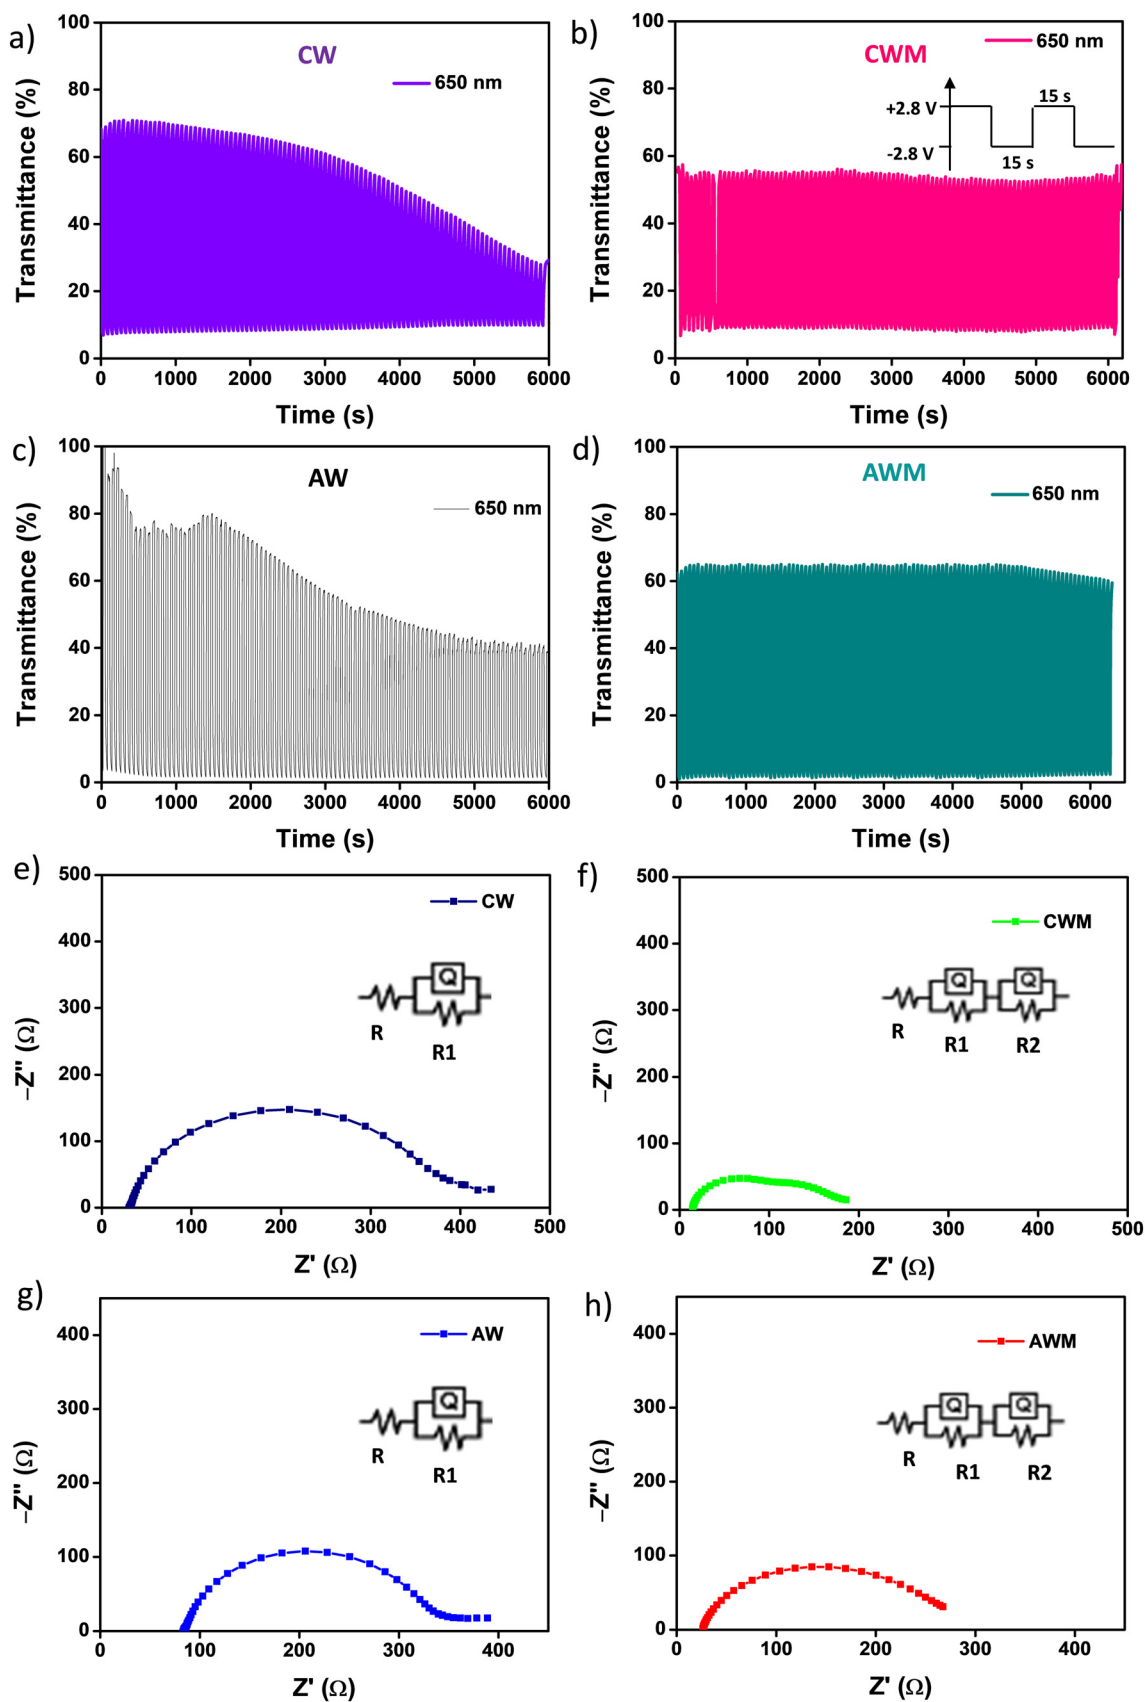 a)
CW
650 nm
100
80
60
40
20
0
Transmittance (%)
0 1000 2000 3000 4000 5000 6000
Time (s)
b)
CWM
650 nm
+2.8 V
-2.8 V
15 s
15 s
100
80
60
40
20
0
Transmittance (%)
0 1000 2000 3000 4000 5000 6000
Time (s)
c)
AW
650 nm
100
80
60
40
20
0
Transmittance (%)
0 1000 2000 3000 4000 5000 6000
Time (s)
d)
AWM
650 nm
100
80
60
40
20
0
Transmittance (%)
0 1000 2000 3000 4000 5000 6000
Time (s)
e)
CW
Q
R
R1
500
400
300
200
100
0
−Z'' (Ω)
0 100 200 300 400 500
Z' (Ω)
f)
CWM
Q Q
R
R1 R2
500
400
300
200
100
0
−Z'' (Ω)
0 100 200 300 400 500
Z' (Ω)
g)
AW
Q
R
R1
400
300
200
100
0
−Z'' (Ω)
0 100 200 300 400
Z' (Ω)
h)
AWM
Q Q
R
R1 R2
400
300
200
100
0
−Z'' (Ω)
0 100 200 300 400
Z' (Ω)